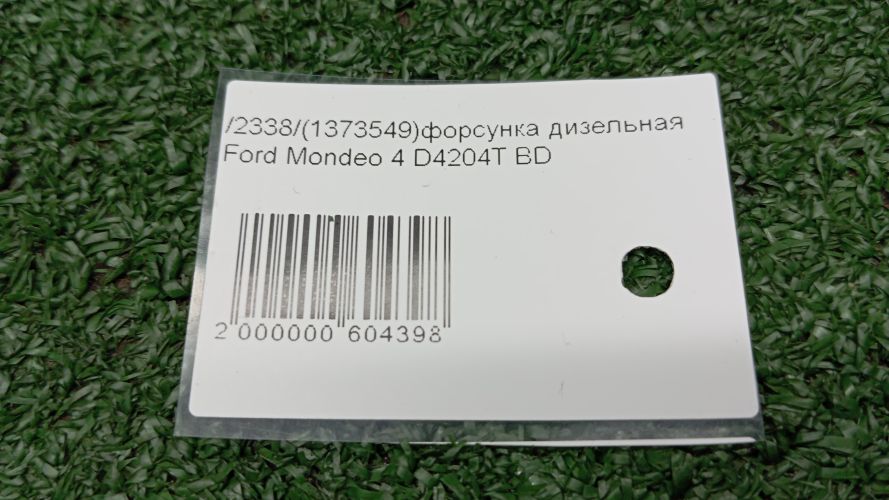 /2338/(1373549)форсунка дизельная
Ford Mondeo 4 D4204T BD
2 000000 604398